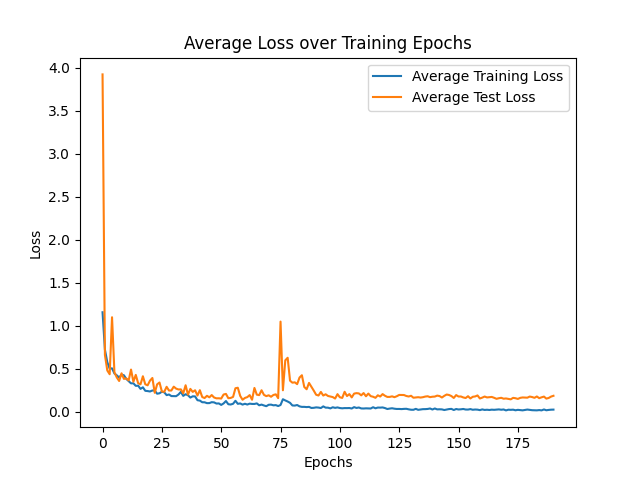 Average Loss over Training Epochs
Average Training Loss
Average Test Loss
Loss
4.0
3.5
3.0
2.5
2.0
1.5
1.0
0.5
0.0
0 25 50 75 100 125 150 175
Epochs